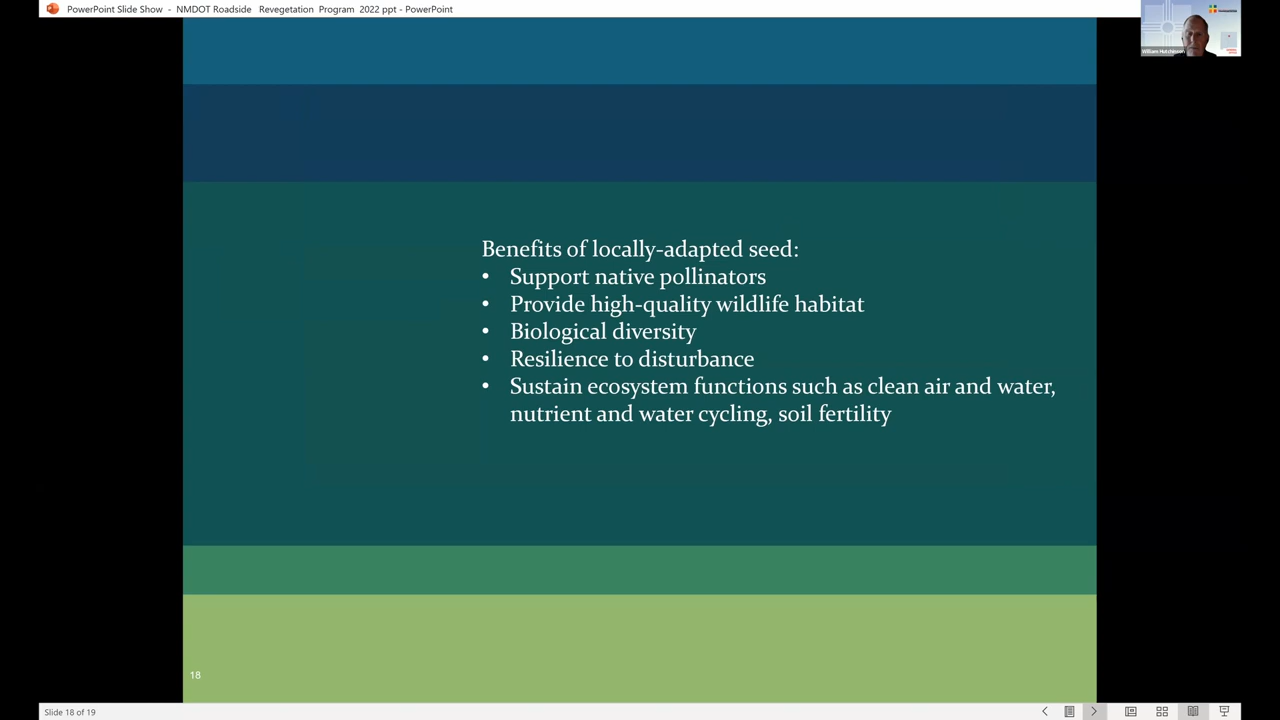 PowerPoint Slide Show - NMDOT Roadside Revegetation Program 2022 ppt - PowerPoint
William Hutchinson
Benefits of locally-adapted seed:
• Support native pollinators
• Provide high-quality wildlife habitat
• Biological diversity
• Resilience to disturbance
• Sustain ecosystem functions such as clean air and water,
nutrient and water cycling, soil fertility
18
Slide 18 of 19